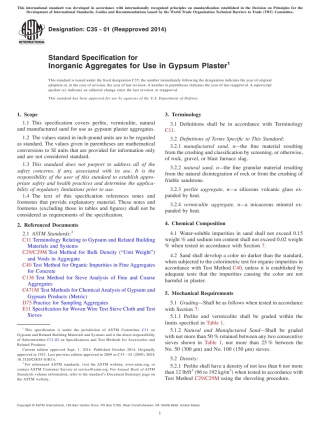 This international standard was developed in accordance with internationally recognized principles on standardization established in the Decision on Principles for the
Development of International Standards, Guides and Recommendations issued by the World Trade Organization Technical Barriers to Trade (TBT) Committee.
Designation: C35 - 01 (Reapproved 2014)
INTERNATIONAL
Standard Specification for
Inorganic Aggregates for Use in Gypsum Plaster1
This standard is issued under the fixed designation C35; the number immediately following the designation indicates the year of original
adoption or, in the case of revision, the year of last revision. A number in parentheses indicates the year of last reapproval. A superscript
epsilon (ε) indicates an editorial change since the last revision or reapproval.
This standard has been approved for use by agencies of the U.S. Department of Defense.
1. Scope
1.1 This specification covers perlite, vermiculite, natural
and manufactured sand for use as gypsum plaster aggregates.
1.2 The values stated in inch-pound units are to be regarded
as standard. The values given in parentheses are mathematical
conversions to SI units that are provided for information only
and are not considered standard.
1.3 This standard does not purport to address all of the
safety concerns, if any, associated with its use. It is the
responsibility of the user of this standard to establish appro-
priate safety and health practices and determine the applica-
bility of regulatory limitations prior to use.
1.4 The text of this specification references notes and
footnotes that provide explanatory material. These notes and
footnotes (excluding those in tables and figures) shall not be
considered as requirements of the specification.
2. Referenced Documents
2.1 ASTM Standards:2
C11 Terminology Relating to Gypsum and Related Building
Materials and Systems
C29/C29M Test Method for Bulk Density ("Unit Weight")
and Voids in Aggregate
C40 Test Method for Organic Impurities in Fine Aggregates
for Concrete
C136 Test Method for Sieve Analysis of Fine and Coarse
Aggregates
C471M Test Methods for Chemical Analysis of Gypsum and
Gypsum Products (Metric)
D75 Practice for Sampling Aggregates
E11 Specification for Woven Wire Test Sieve Cloth and Test
Sieves
1 This specification is under the jurisdiction of ASTM Committee C11 on
Gypsum and Related Building Materials and Systems and is the direct responsibility
of Subcommittee C11.02 on Specifications and Test Methods for Accessories and
Related Products.
Current edition approved Sept. 1, 2014. Published October 2014. Originally
approved in 1921. Last previous edition approved in 2009 as C35 – 01 (2009). DOI:
10.1520/C0035-01R14.
2 For referenced ASTM standards, visit the ASTM website, www.astm.org, or
contact ASTM Customer Service at service@astm.org. For Annual Book of ASTM
Standards volume information, refer to the standard's Document Summary page on
the ASTM website.
3. Terminology
3.1 Definitions shall be in accordance with Terminology
C11.
3.2 Definitions of Terms Specific to This Standard:
3.2.1 manufactured sand, n—the fine material resulting
from the crushing and classification by screening, or otherwise,
of rock, gravel, or blast furnace slag.
3.2.2 natural sand, n—the fine granular material resulting
from the natural disintegration of rock or from the crushing of
friable sandstone.
3.2.3 perlite aggregate, n—a siliceous volcanic glass ex-
panded by heat.
3.2.4 vermiculite aggregate, n—a micaceous mineral ex-
panded by heat.
4. Chemical Composition
4.1 Water-soluble impurities in sand shall not exceed 0.15
weight % and sodium ion content shall not exceed 0.02 weight
% when tested in accordance with Section 7.
4.2 Sand shall develop a color no darker than the standard,
when subjected to the colorimetric test for organic impurities in
accordance with Test Method C40, unless it is established by
adequate tests that the impurities causing the color are not
harmful in plaster.
5. Mechanical Requirements
5.1 Grading—Shall be as follows when tested in accordance
with Section 7:
5.1.1 Perlite and vermiculite shall be graded within the
limits specified in Table 1.
5.1.2 Natural and Manufactured Sand—Shall be graded
with not more than 50 % retained between any two consecutive
sieves shown in Table 1, nor more than 25 % between the
No. 50 (300 μm) and No. 100 (150 μm) sieves.
5.2 Density:
5.2.1 Perlite shall have a density of not less than 6 nor more
than 12 lb/ft3 (96 to 192 kg/m3) when tested in accordance with
Test Method C29/C29M using the shoveling procedure.
Copyright © ASTM International, 100 Barr Harbor Drive, PO Box C700, West Conshohocken, PA 19428-2959. United States
1